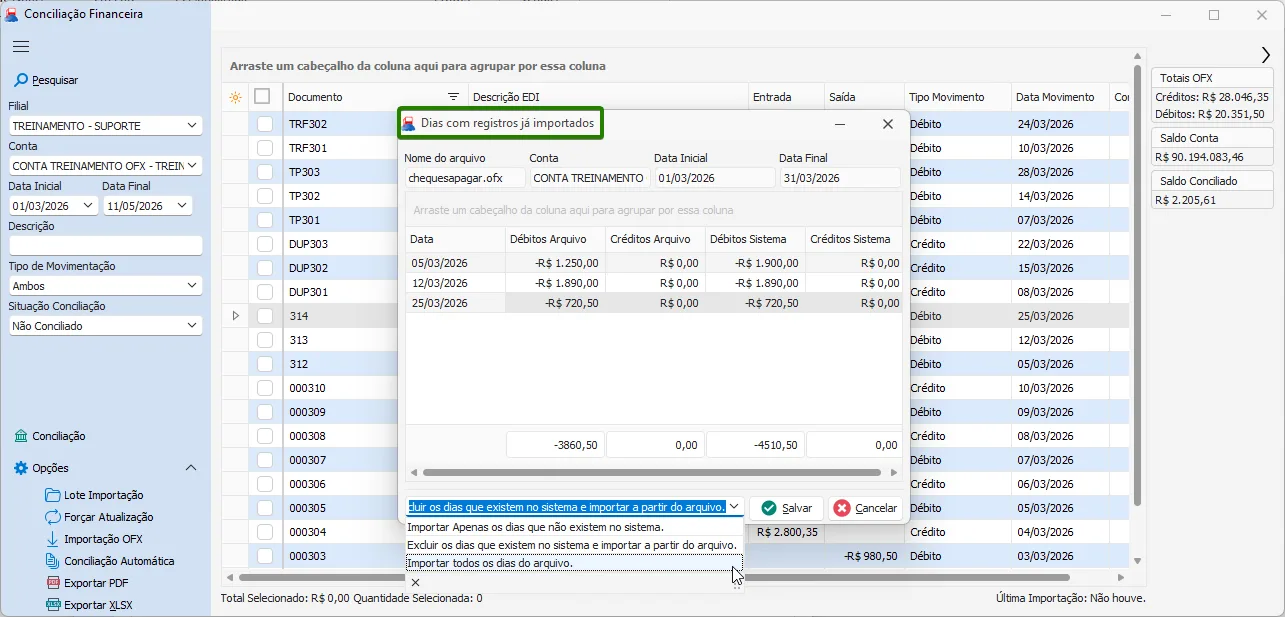 Conciliação Financeira
Pesquisar
Filial
TREINAMENTO - SUPORTE
Conta
CONTA TREINAMENTO OFX - TREIN
Data Inicial Data Final
01/03/2026 11/05/2026
Descrição
Tipo de Movimentação
Ambos
Situação Conciliação
Não Conciliado
Conciliação
Opções
Lote Importação
Forçar Atualização
Importação OFX
Conciliação Automática
Exportar PDF
Exportar XLSX
Arraste um cabeçalho da coluna aqui para agrupar por essa coluna
Documento Descrição EDI Entrada Saída Tipo Movimento Data Movimento Cor
TRF302 Débito 24/03/2026
TRF301 Débito 10/03/2026
TP303 Débito 28/03/2026
TP302 Débito 14/03/2026
TP301 Débito 07/03/2026
DUP303 Crédito 22/03/2026
DUP302 Crédito 15/03/2026
DUP301 Crédito 08/03/2026
314 Débito 25/03/2026
313 Débito 12/03/2026
312 Débito 05/03/2026
000310 Crédito 10/03/2026
000309 Débito 09/03/2026
000308 Crédito 08/03/2026
000307 Débito 07/03/2026
000306 Crédito 06/03/2026
000305 Débito 05/03/2026
000304 R$ 2.800,35 Crédito 04/03/2026
000303 -R$ 980,50 Débito 03/03/2026
Total Selecionado: R$ 0,00 Quantidade Selecionada: 0
Última Importação: Não houve.
Dias com registros já importados
Nome do arquivo Conta Data Inicial Data Final
chequesapagar.ofx CONTA TREINAMENTO 01/03/2026 31/03/2026
Arraste um cabeçalho da coluna aqui para agrupar por essa coluna
Data Débitos Arquivo Créditos Arquivo Débitos Sistema Créditos Sistema
05/03/2026 -R$ 1.250,00 R$ 0,00 -R$ 1.900,00 R$ 0,00
12/03/2026 -R$ 1.890,00 R$ 0,00 -R$ 1.890,00 R$ 0,00
25/03/2026 -R$ 720,50 R$ 0,00 -R$ 720,50 R$ 0,00
-3860,50 0,00 -4510,50 0,00
cluir os dias que existem no sistema e importar a partir do arquivo. Salvar Cancelar
Importar Apenas os dias que não existem no sistema.
Excluir os dias que existem no sistema e importar a partir do arquivo.
Importar todos os dias do arquivo.
Totais OFX
Créditos: R$ 28.046,35
Débitos: R$ 20.351,50
Saldo Conta
R$ 90.194.083,46
Saldo Conciliado
R$ 2.205,61